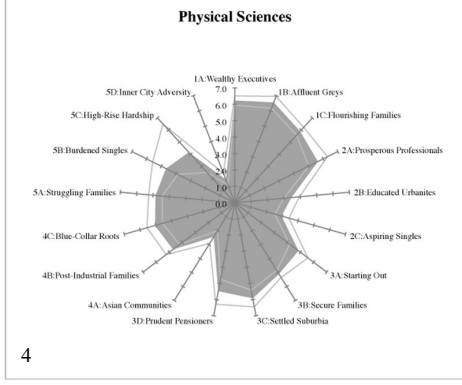 Physical Sciences
1A:Wealthy Executives
7.0
6.0
5.0
4.0
3.0
2.0
1.0
0.0
1B:Affluent Greys
1C:Flourishing Families
2A:Prosperous Professionals
2B:Educated Urbanites
2C:Aspiring Singles
3A:Starting Out
3B:Secure Families
3C:Settled Suburbia
3D:Prudent Pensioners
4A:Asian Communities
4B:Post-Industrial Families
4C:Blue-Collar Roots
5A:Struggling Families
5B:Burdened Singles
5C:High-Rise Hardship
5D:Inner City Adversity
4